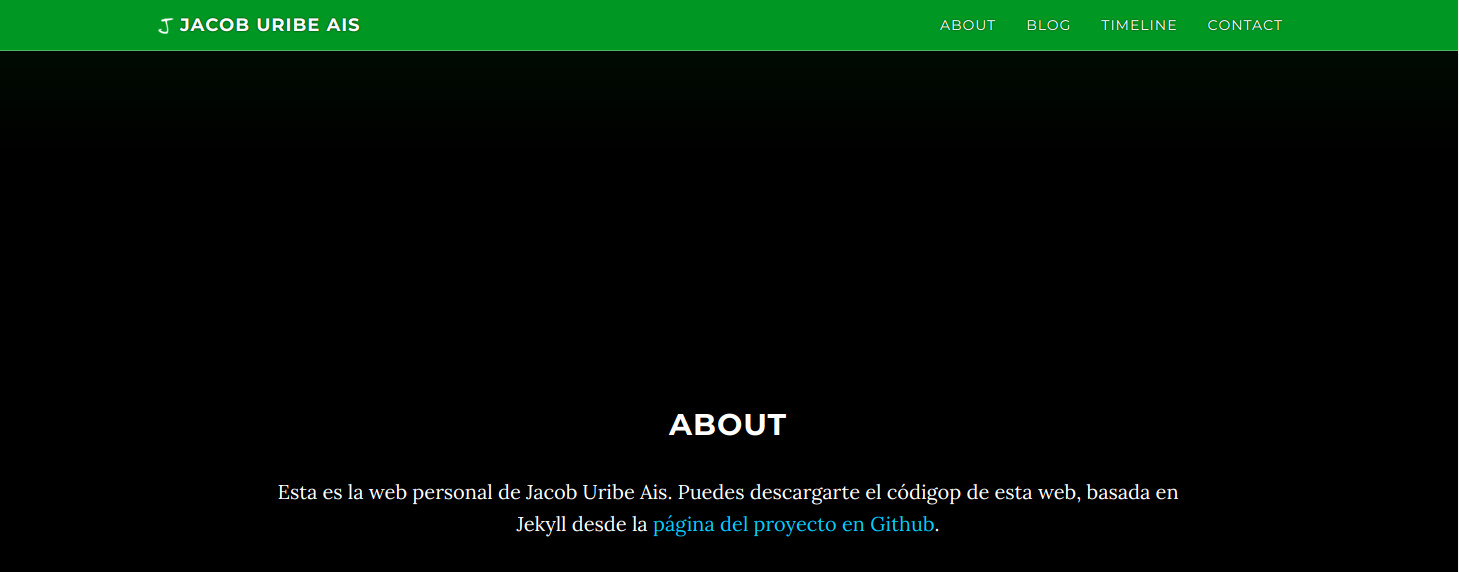 J JACOB URIBE AIS
ABOUT BLOG TIMELINE CONTACT
ABOUT
Esta es la web personal de Jacob Uribe Ais. Puedes descargarte el códigop de esta web, basada en
Jekyll desde la página del proyecto en Github.